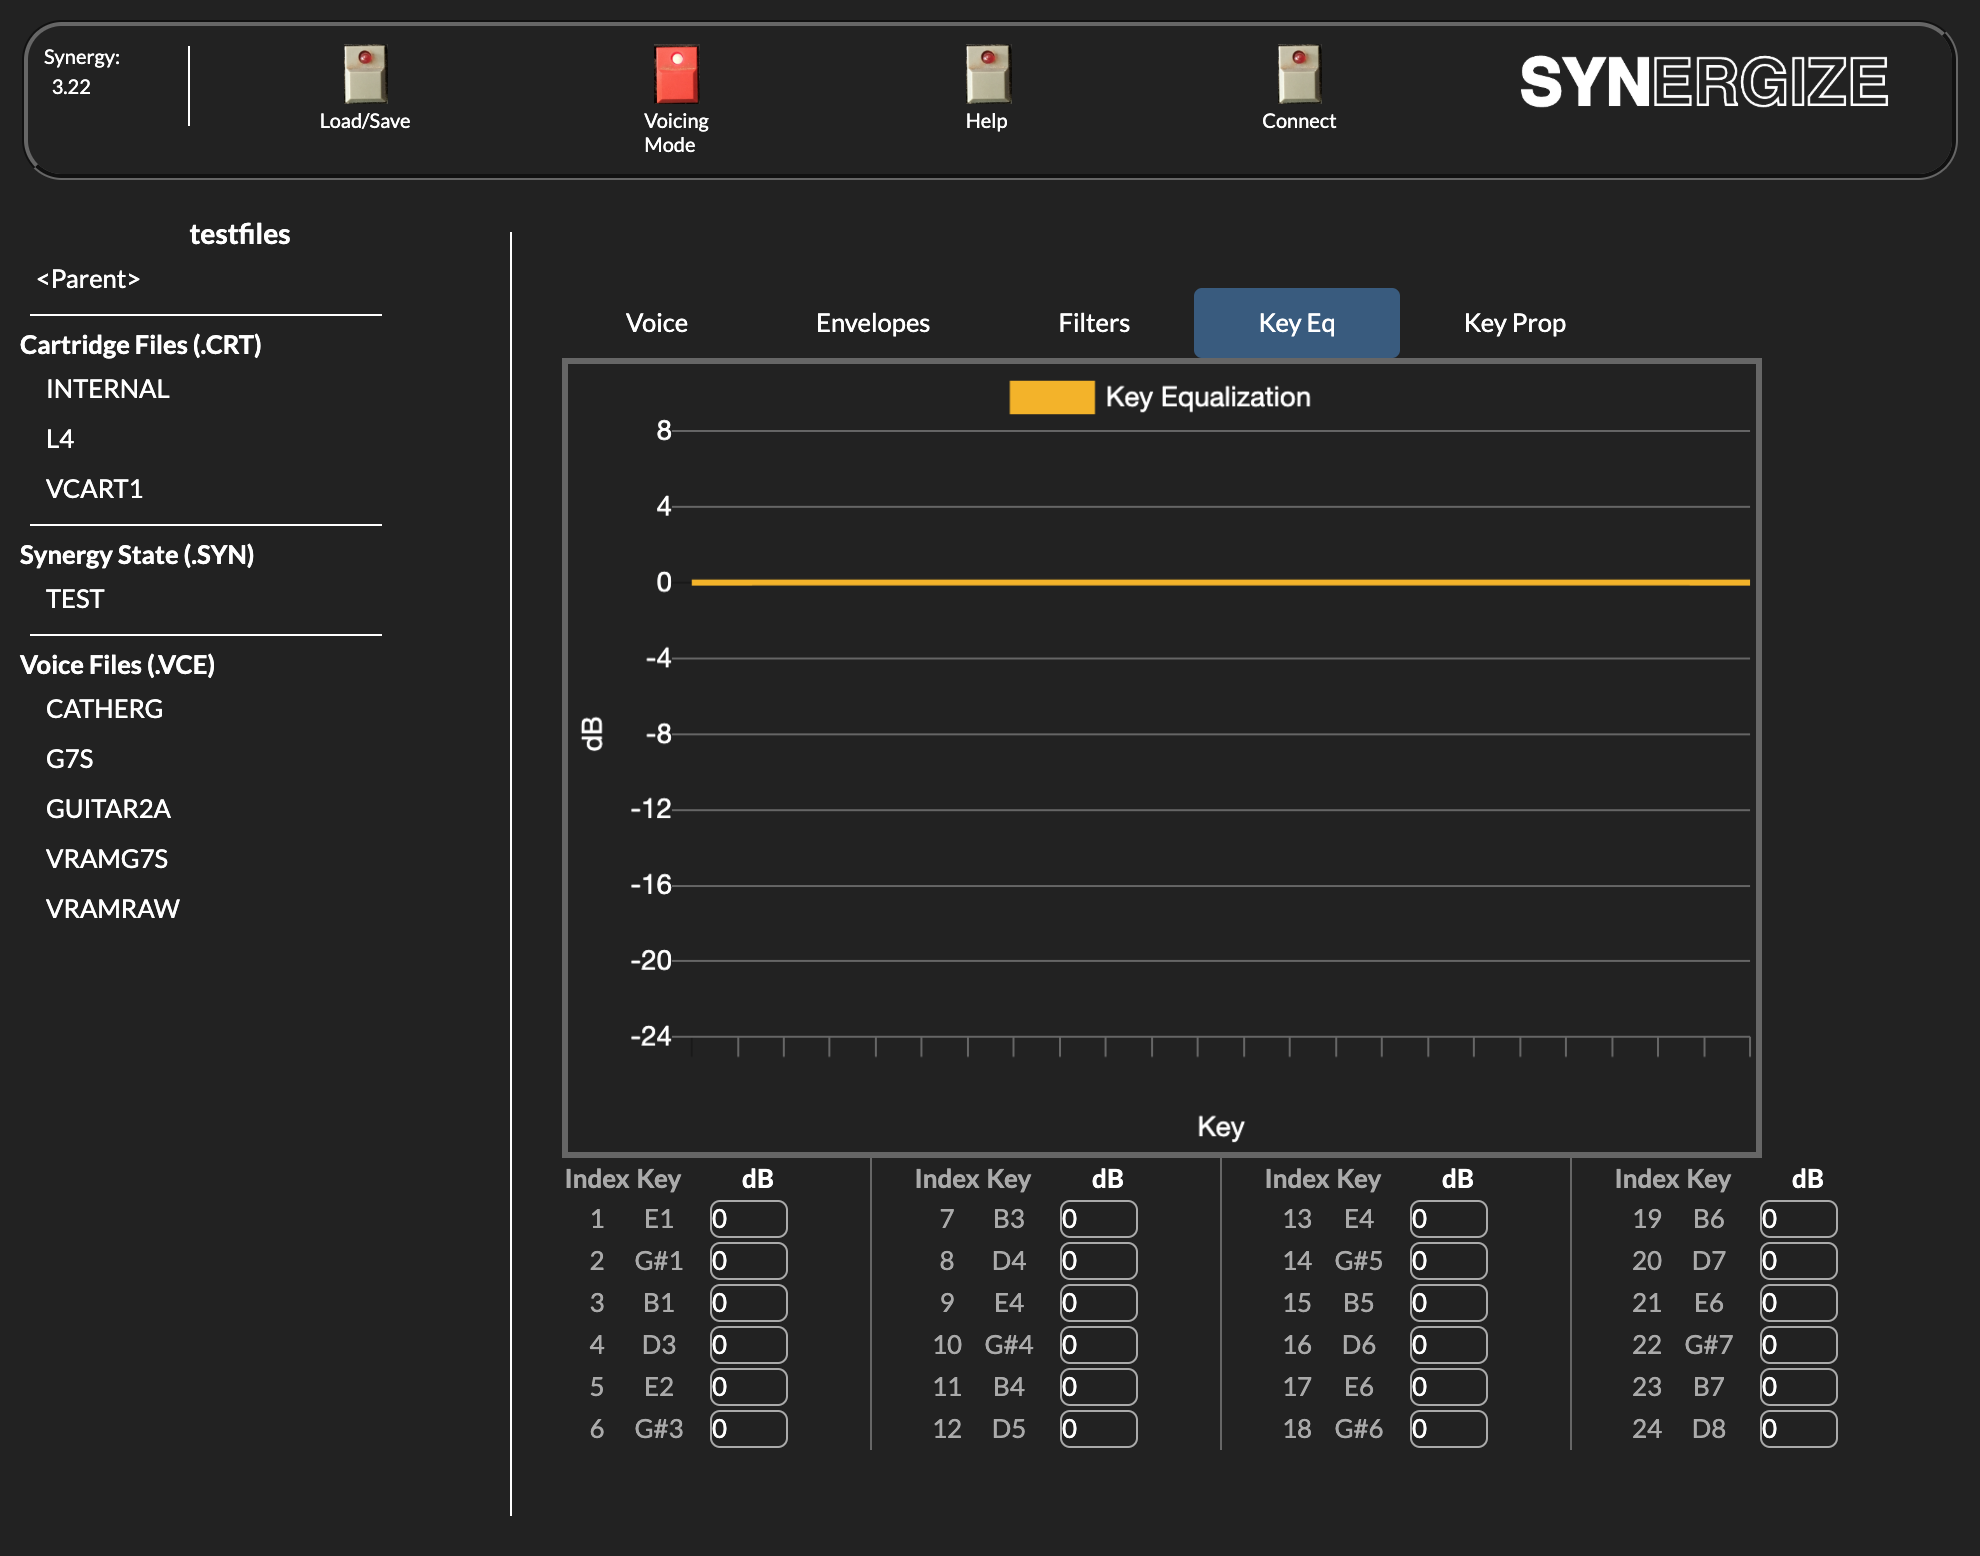 Synergy:
3.22
Load/Save
Voicing
Mode
Help
Connect
SYNERGIZE
testfiles
<Parent>
Cartridge Files (.CRT)
INTERNAL
L4
VCART1
Synergy State (.SYN)
TEST
Voice Files (.VCE)
CATHERG
G7S
GUITAR2A
VRAMG7S
VRAMRAW
Voice Envelopes Filters Key Eq Key Prop
Key Equalization
8
4
0
-4
-8
-12
-16
-20
-24
dB
Key
Index Key dB Index Key dB Index Key dB Index Key dB
1 E1 0 7 B3 0 13 E4 0 19 B6 0
2 G#1 0 8 D4 0 14 G#5 0 20 D7 0
3 B1 0 9 E4 0 15 B5 0 21 E6 0
4 D3 0 10 G#4 0 16 D6 0 22 G#7 0
5 E2 0 11 B4 0 17 E6 0 23 B7 0
6 G#3 0 12 D5 0 18 G#6 0 24 D8 0